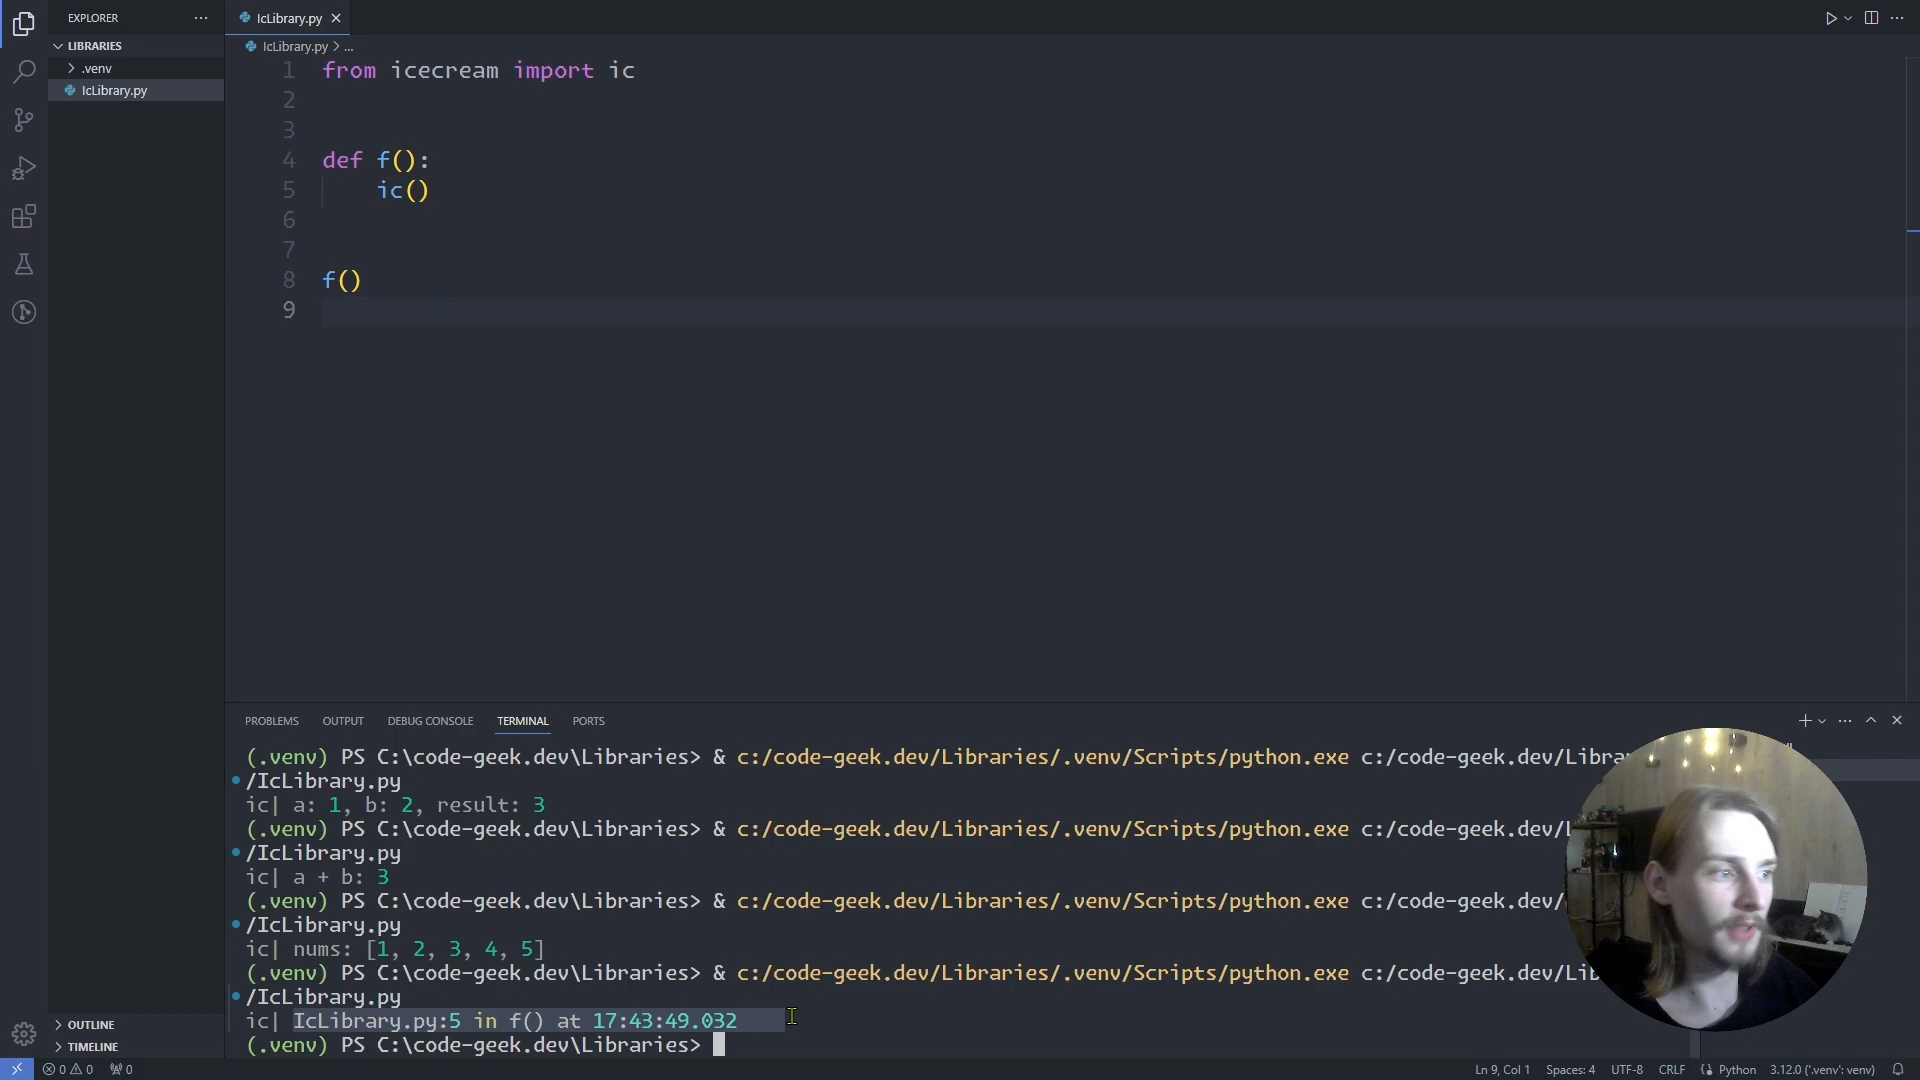 EXPLORER
LIBRARIES
.venv
IcLibrary.py
IcLibrary.py
IcLibrary.py > ...
1 from icecream import ic
2
3
4 def f():
5 ic()
6
7
8 f()
9
PROBLEMS OUTPUT DEBUG CONSOLE TERMINAL PORTS
(.venv) PS C:\code-geek.dev\Libraries> & c:/code-geek.dev/Libraries/.venv/Scripts/python.exe c:/code-geek.dev/Librar
/IcLibrary.py
ic| a: 1, b: 2, result: 3
(.venv) PS C:\code-geek.dev\Libraries> & c:/code-geek.dev/Libraries/.venv/Scripts/python.exe c:/code-geek.dev/L
/IcLibrary.py
ic| a + b: 3
(.venv) PS C:\code-geek.dev\Libraries> & c:/code-geek.dev/Libraries/.venv/Scripts/python.exe c:/code-geek.dev/
/IcLibrary.py
ic| nums: [1, 2, 3, 4, 5]
(.venv) PS C:\code-geek.dev\Libraries> & c:/code-geek.dev/Libraries/.venv/Scripts/python.exe c:/code-geek.dev/Lib
/IcLibrary.py
ic| IcLibrary.py:5 in f() at 17:43:49.032
(.venv) PS C:\code-geek.dev\Libraries>
OUTLINE
TIMELINE
0 0 0
Ln 9, Col 1 Spaces: 4 UTF-8 CRLF Python 3.12.0 ('.venv': venv)